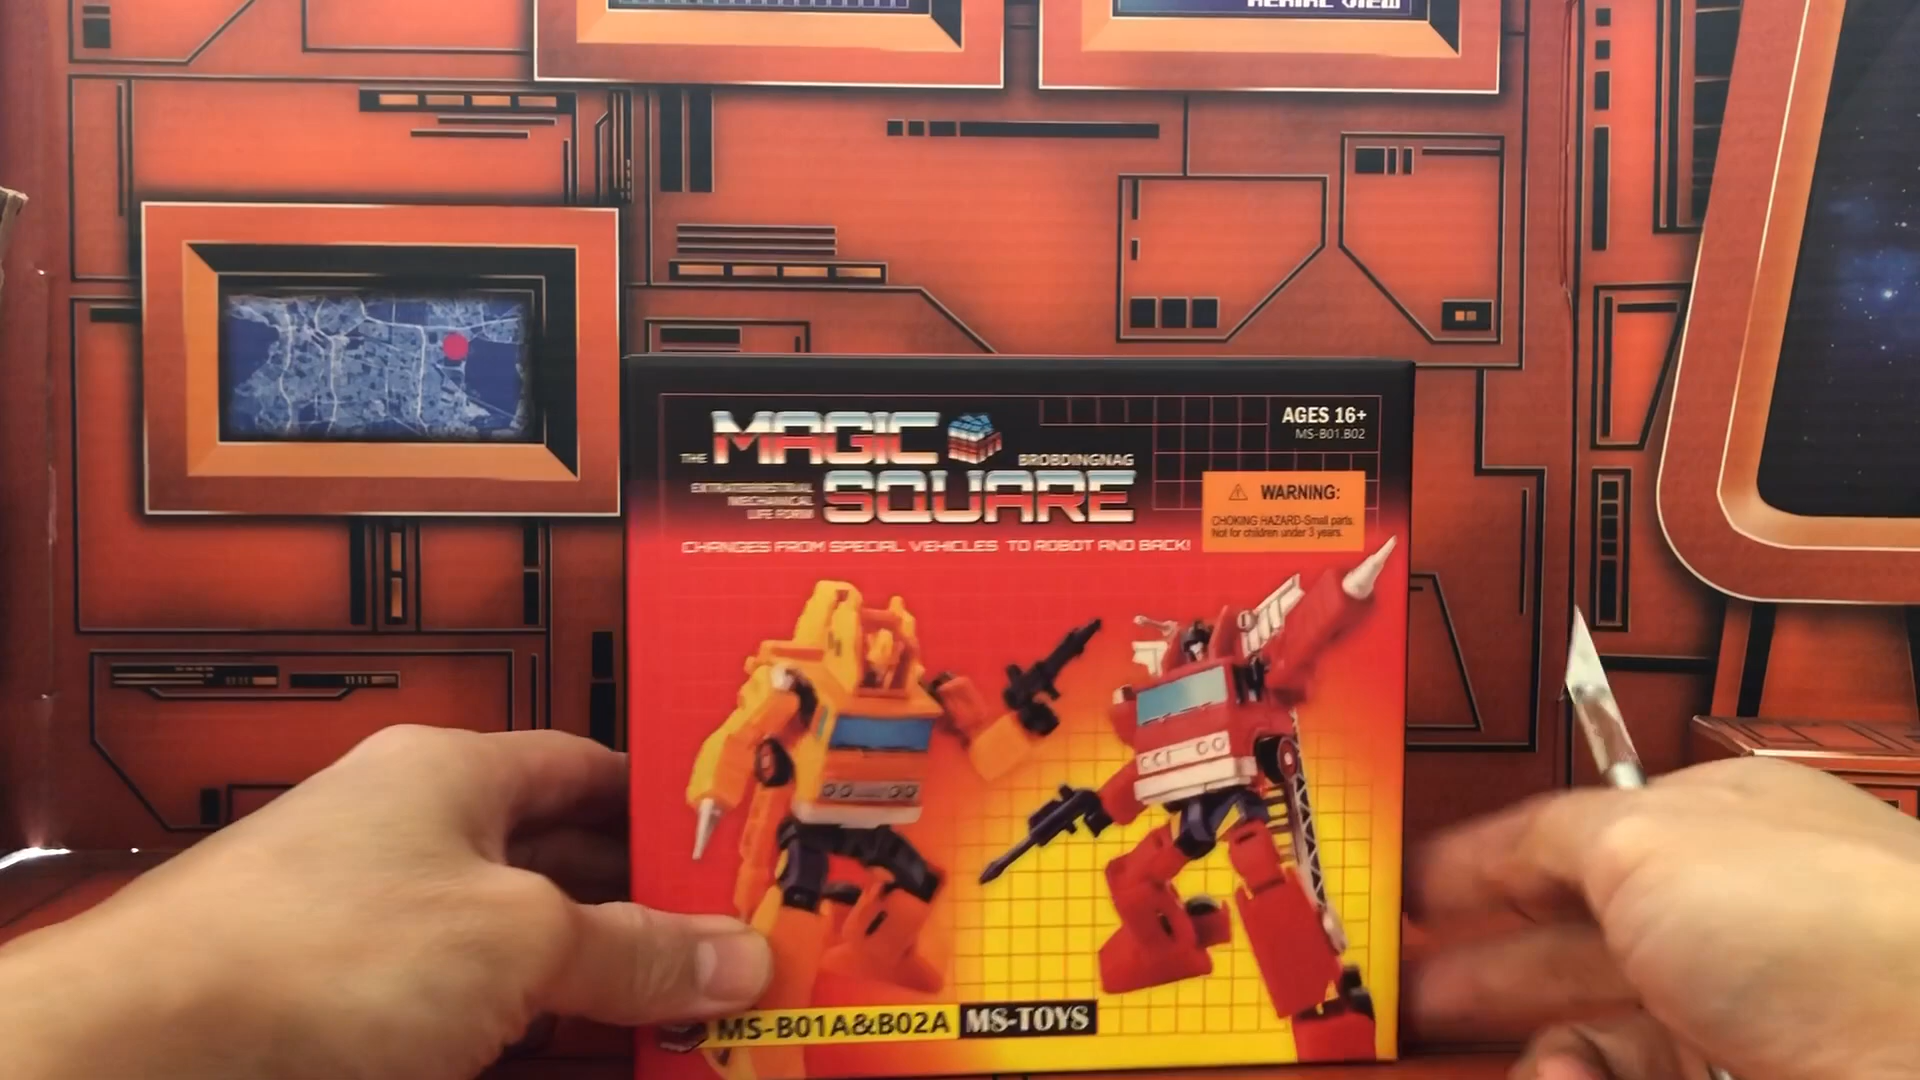 AERIAL VIEW
THE MAGIC BROBDINGNAG
EXTRATERRESTRIAL
MECHANICAL
LIFE FORM
SQUARE
CHANGES FROM SPECIAL VEHICLES TO ROBOT AND BACK!
AGES 16+
MS-B01.B02
WARNING:
CHOKING HAZARD-Small parts.
Not for children under 3 years.
MS-B01A&B02A MS-TOYS